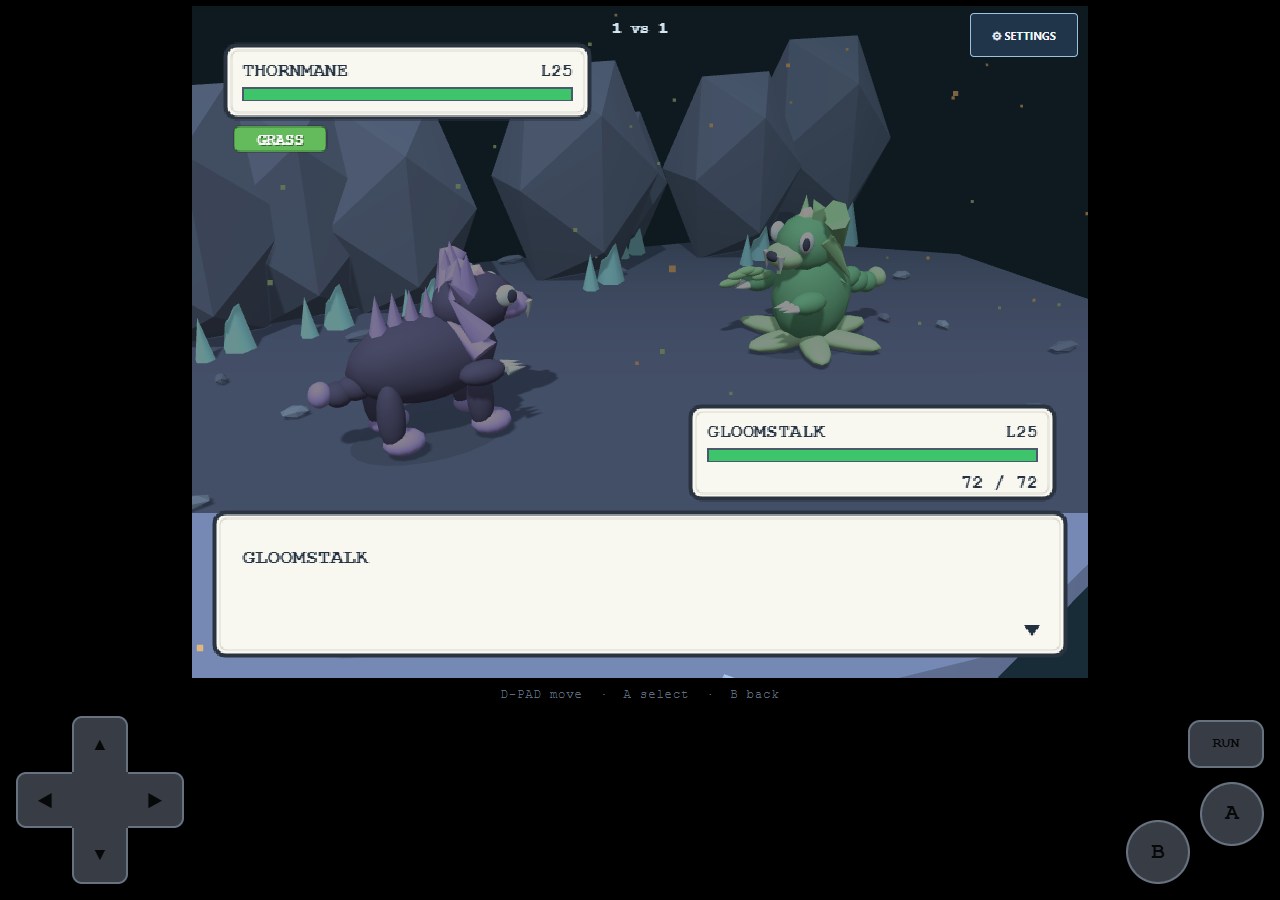 1 vs 1
⚙ SETTINGS
THORNMANE L25
GRASS
GLOOMSTALK L25
72 / 72
GLOOMSTALK
D-PAD move · A select · B back
RUN
A
B